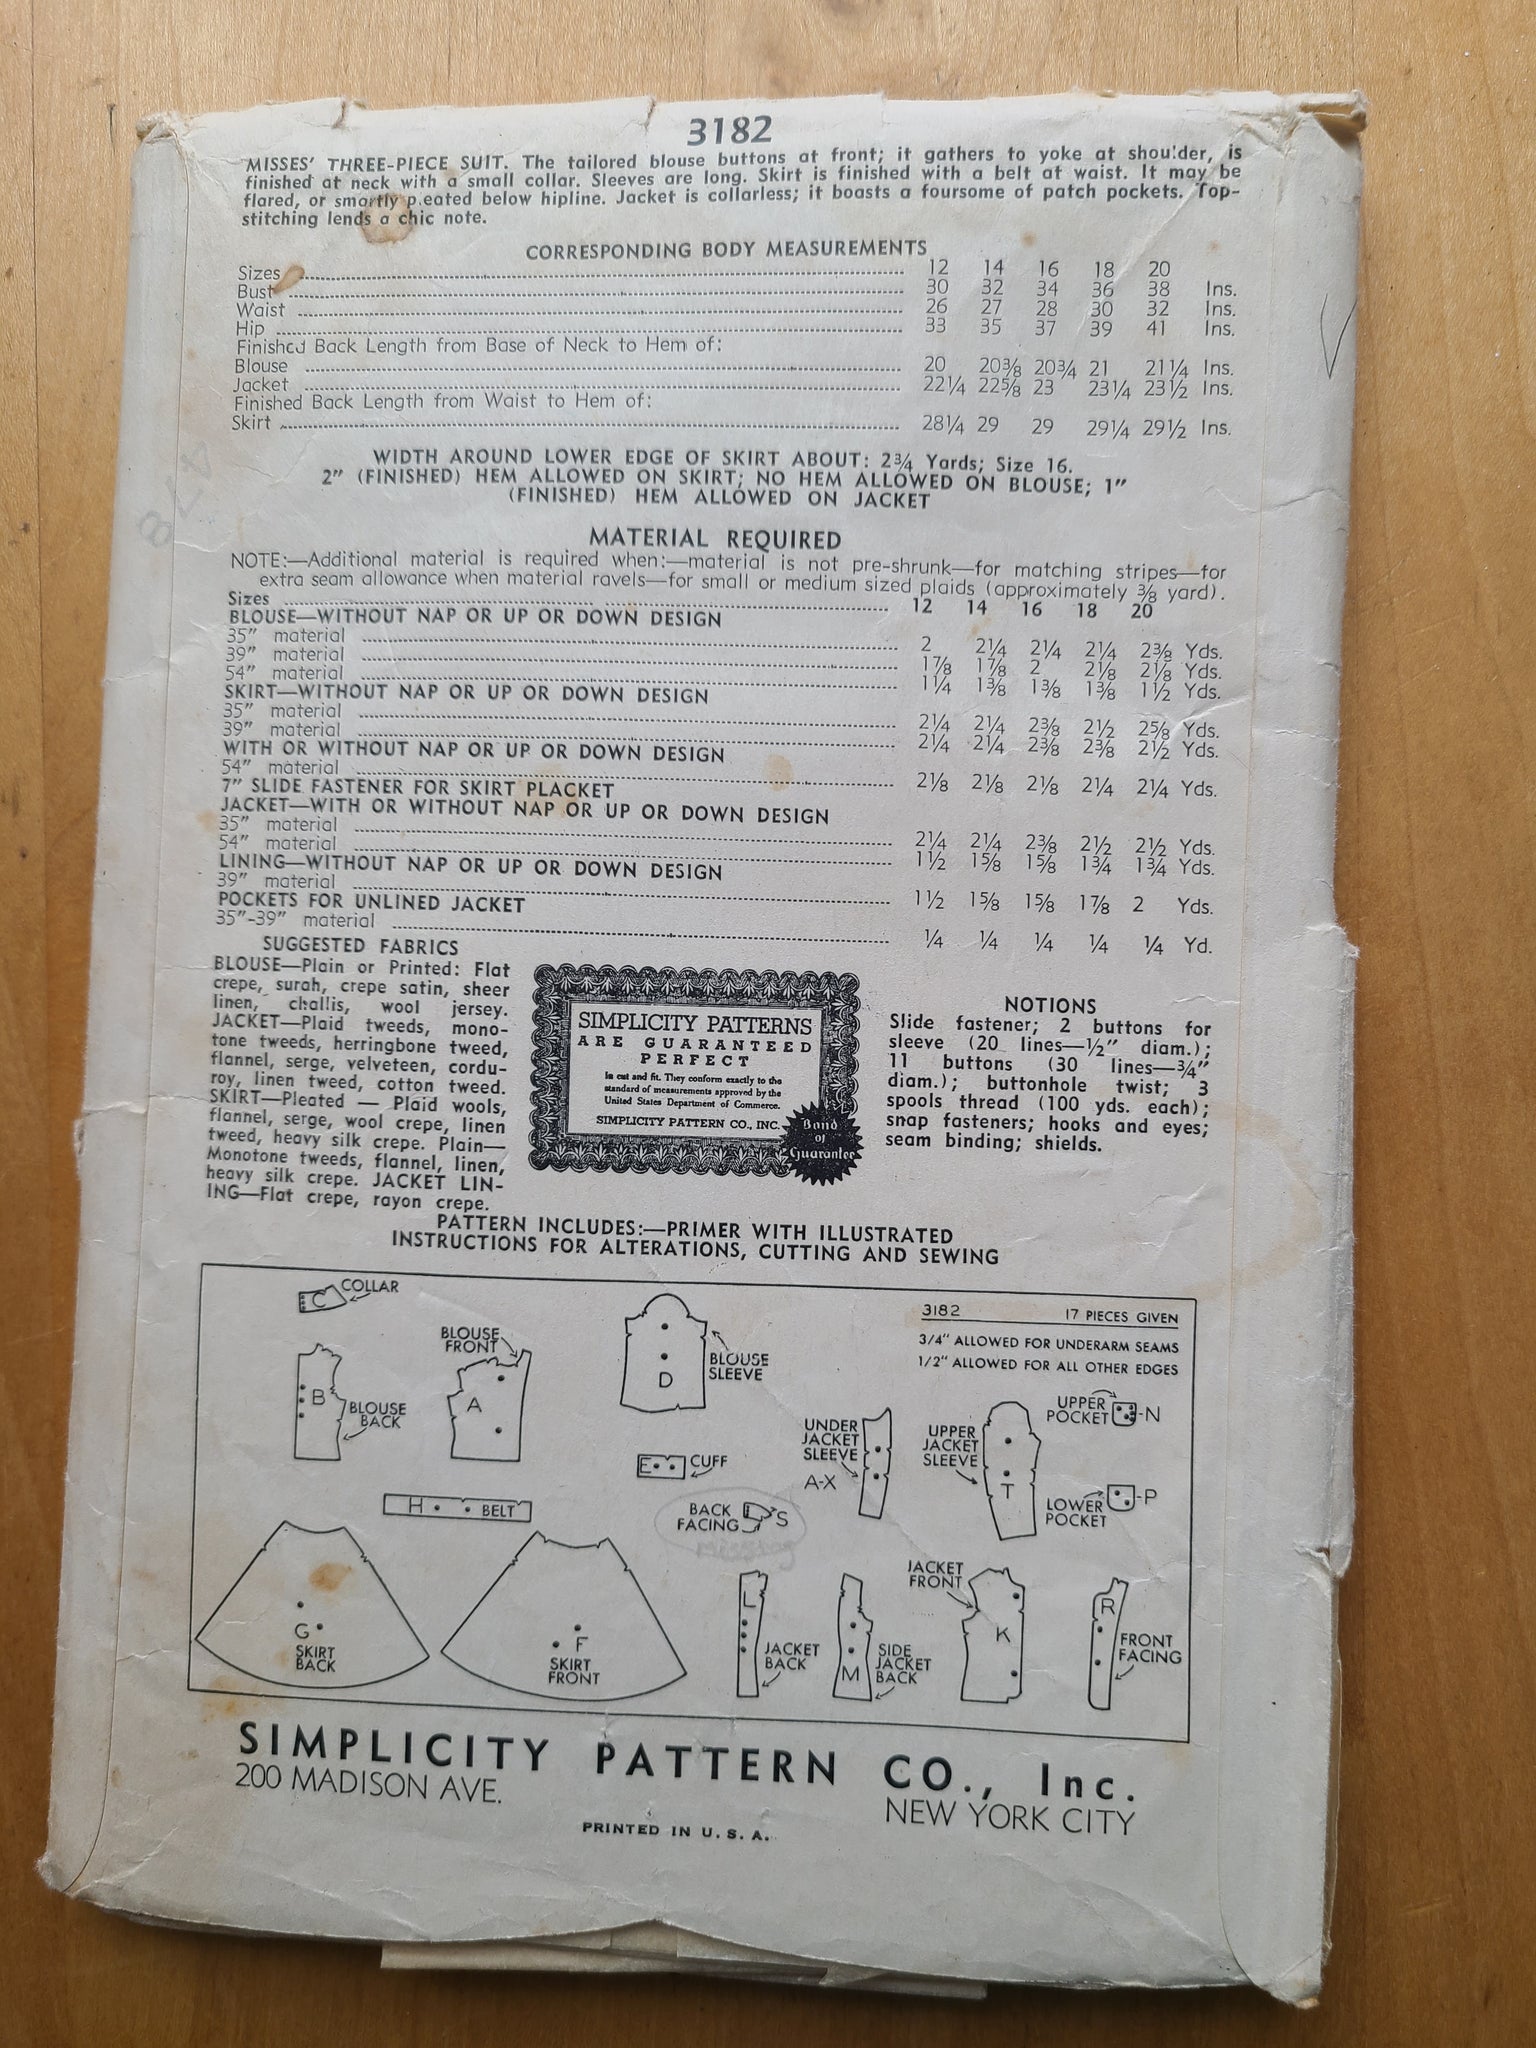 3182
MISSES' THREE-PIECE SUIT. The tailored blouse buttons at front; it gathers to yoke at shoulder, is
finished at neck with a small collar. Sleeves are long. Skirt is finished with a belt at waist. It may be
flared, or smartly pleated below hipline. Jacket is collarless; it boasts a foursome of patch pockets. Top-
stitching lends a chic note.
CORRESPONDING BODY MEASUREMENTS
Sizes 12 14 16 18 20
Bust 30 32 34 36 38 Ins.
Waist 26 27 28 30 32 Ins.
Hip 33 35 37 39 41 Ins.
Finished Back Length from Base of Neck to Hem of:
Blouse 20 20⅜ 20¾ 21 21¼ Ins.
Jacket 22¼ 22⅝ 23 23¼ 23½ Ins.
Finished Back Length from Waist to Hem of:
Skirt 28¼ 29 29 29¼ 29½ Ins.
WIDTH AROUND LOWER EDGE OF SKIRT ABOUT: 2¾ Yards; Size 16.
2" (FINISHED) HEM ALLOWED ON SKIRT; NO HEM ALLOWED ON BLOUSE; 1"
(FINISHED) HEM ALLOWED ON JACKET
MATERIAL REQUIRED
NOTE:—Additional material is required when:—material is not pre-shrunk—for matching stripes—for
extra seam allowance when material ravels—for small or medium sized plaids (approximately ⅜ yard).
Sizes 12 14 16 18 20
BLOUSE—WITHOUT NAP OR UP OR DOWN DESIGN
35" material 2 2¼ 2¼ 2¼ 2⅜ Yds.
39" material 1⅞ 1⅞ 2 2⅛ 2⅛ Yds.
54" material 1¼ 1⅜ 1⅜ 1⅜ 1½ Yds.
SKIRT—WITHOUT NAP OR UP OR DOWN DESIGN
35" material 2¼ 2¼ 2⅜ 2½ 2⅝ Yds.
39" material 2¼ 2¼ 2⅜ 2⅜ 2½ Yds.
WITH OR WITHOUT NAP OR UP OR DOWN DESIGN
54" material 2⅛ 2⅛ 2⅛ 2¼ 2¼ Yds.
7" SLIDE FASTENER FOR SKIRT PLACKET
JACKET—WITH OR WITHOUT NAP OR UP OR DOWN DESIGN
35" material 2¼ 2¼ 2⅜ 2½ 2½ Yds.
54" material 1½ 1⅝ 1⅝ 1¾ 1¾ Yds.
LINING—WITHOUT NAP OR UP OR DOWN DESIGN
39" material 1½ 1⅝ 1⅝ 1⅞ 2 Yds.
POCKETS FOR UNLINED JACKET
35"-39" material ¼ ¼ ¼ ¼ ¼ Yd.
SUGGESTED FABRICS
BLOUSE—Plain or Printed: Flat
crepe, surah, crepe satin, sheer
linen, challis, wool jersey.
JACKET—Plaid tweeds, mono-
tone tweeds, herringbone tweed,
flannel, serge, velveteen, cordu-
roy, linen tweed, cotton tweed.
SKIRT—Pleated — Plaid wools,
flannel, serge, wool crepe, linen
tweed, heavy silk crepe. Plain—
Monotone tweeds, flannel, linen,
heavy silk crepe. JACKET LIN-
ING—Flat crepe, rayon crepe.
SIMPLICITY PATTERNS
ARE GUARANTEED
PERFECT
In cut and fit. They conform exactly to the
standard of measurements approved by the
United States Department of Commerce.
SIMPLICITY PATTERN CO., INC.
Bond
of
Guarantee
NOTIONS
Slide fastener; 2 buttons for
sleeve (20 lines—½" diam.);
11 buttons (30 lines—¾"
diam.); buttonhole twist; 3
spools thread (100 yds. each);
snap fasteners; hooks and eyes;
seam binding; shields.
PATTERN INCLUDES:—PRIMER WITH ILLUSTRATED
INSTRUCTIONS FOR ALTERATIONS, CUTTING AND SEWING
C COLLAR
3182 17 PIECES GIVEN
3/4" ALLOWED FOR UNDERARM SEAMS
1/2" ALLOWED FOR ALL OTHER EDGES
B
BLOUSE
BACK
BLOUSE
FRONT
A
D
BLOUSE
SLEEVE
E CUFF
UNDER
JACKET
SLEEVE
A-X
UPPER
JACKET
SLEEVE
T
UPPER
POCKET -N
LOWER
POCKET -P
H BELT
BACK
FACING S
missing
G
SKIRT
BACK
F
SKIRT
FRONT
L
JACKET
BACK
M
SIDE
JACKET
BACK
JACKET
FRONT
K
R
FRONT
FACING
SIMPLICITY PATTERN CO., Inc.
200 MADISON AVE. NEW YORK CITY
PRINTED IN U. S. A.